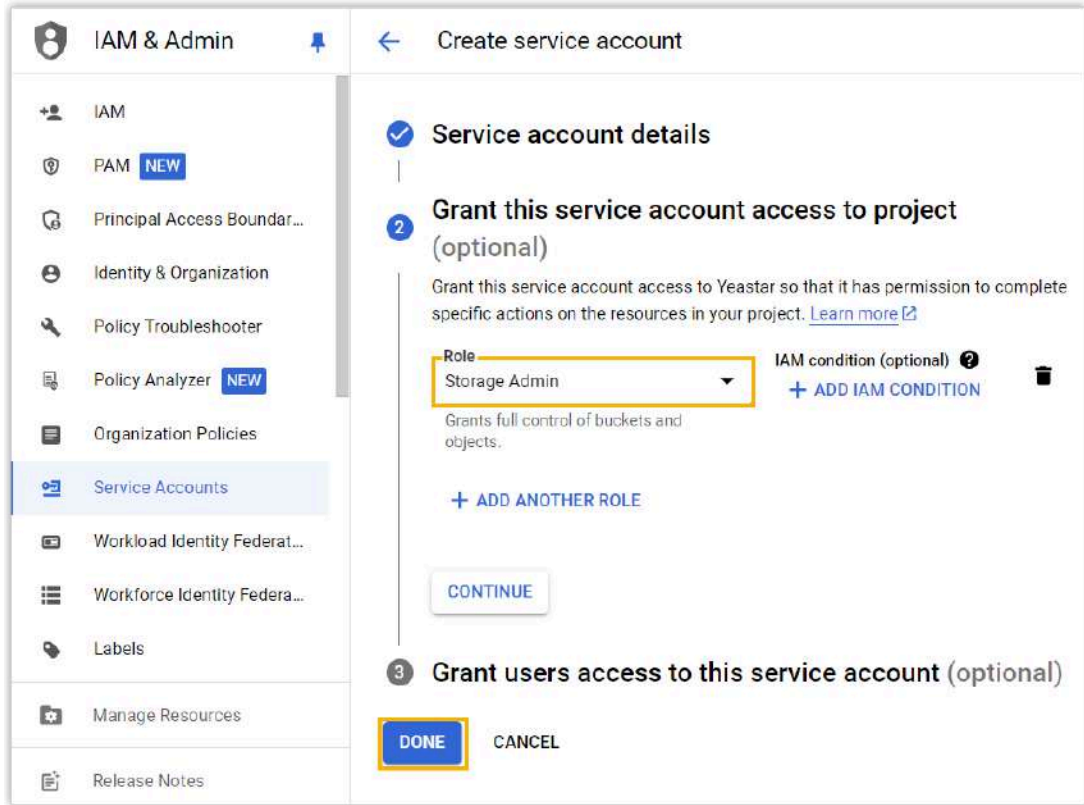 IAM & Admin
IAM
PAM NEW
Principal Access Boundar...
Identity & Organization
Policy Troubleshooter
Policy Analyzer NEW
Organization Policies
Service Accounts
Workload Identity Federat...
Workforce Identity Federa...
Labels
Manage Resources
Release Notes
Create service account
Service account details
2
Grant this service account access to project
(optional)
Grant this service account access to Yeastar so that it has permission to complete
specific actions on the resources in your project. Learn more
Role
Storage Admin
IAM condition (optional) ?
+ ADD IAM CONDITION
Grants full control of buckets and
objects.
+ ADD ANOTHER ROLE
CONTINUE
3 Grant users access to this service account (optional)
DONE CANCEL